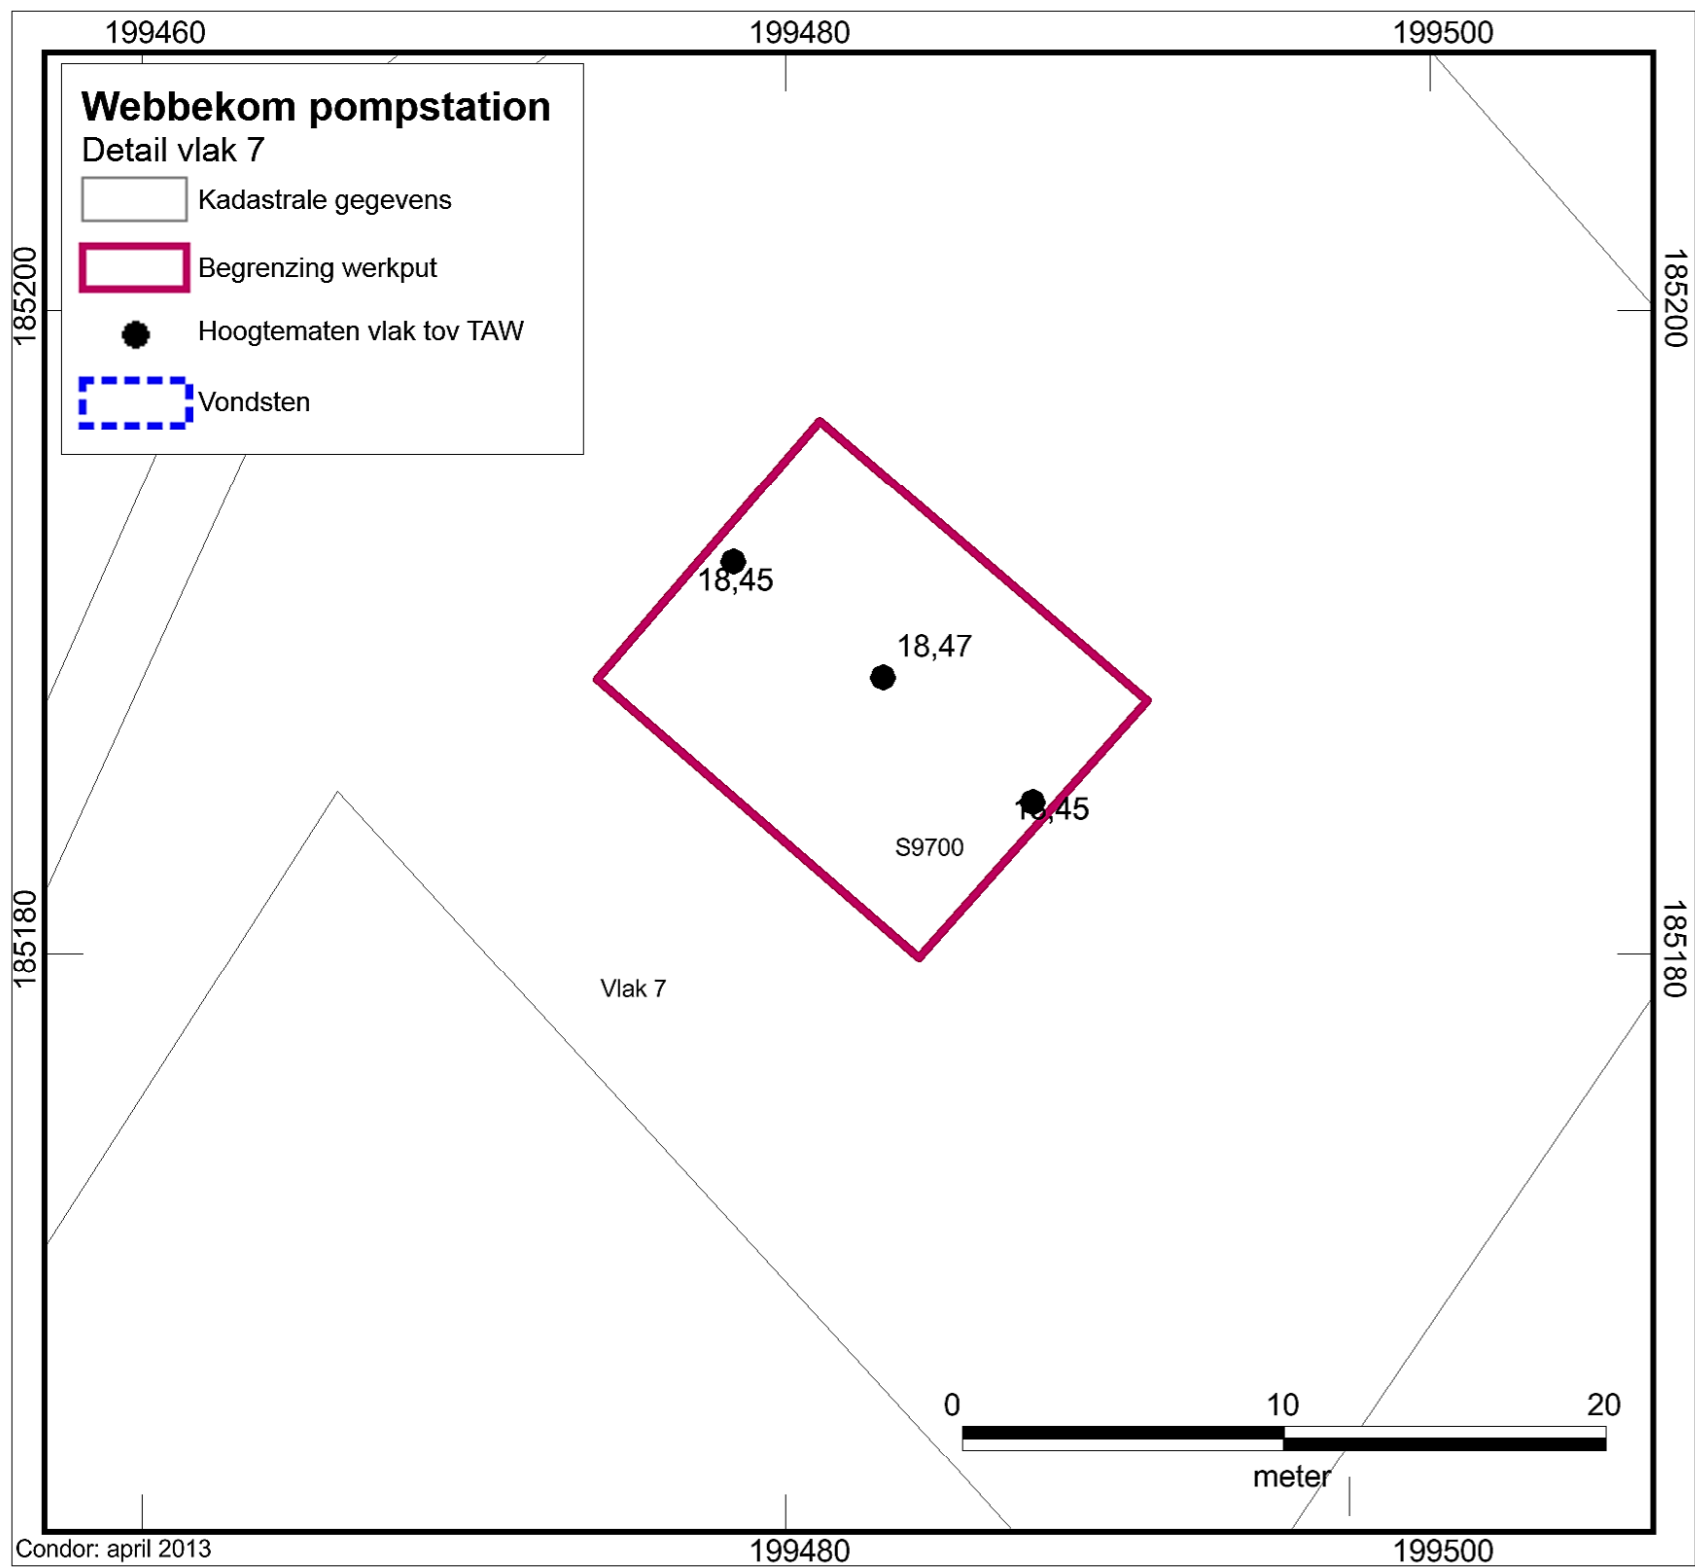 199460 199480 199500
Webbekom pompstation
Detail vlak 7
Kadastrale gegevens
Begrenzing werkput
Hoogtematen vlak tov TAW
Vondsten
185200 185200
18,45
18,47
18,45
S9700
185180 185180
Vlak 7
0 10 20
meter
Condor: april 2013
199480 199500